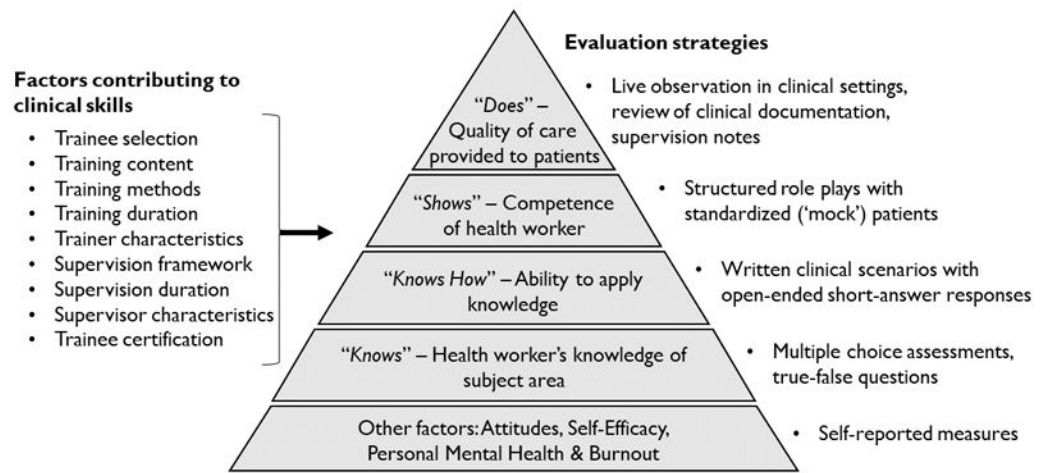 Factors contributing to
clinical skills
• Trainee selection
• Training content
• Training methods
• Training duration
• Trainer characteristics
• Supervision framework
• Supervision duration
• Supervisor characteristics
• Trainee certification
“Does” –
Quality of care
provided to patients
“Shows” – Competence
of health worker
“Knows How” – Ability to apply
knowledge
“Knows” – Health worker’s knowledge of
subject area
Other factors: Attitudes, Self-Efficacy,
Personal Mental Health & Burnout
Evaluation strategies
• Live observation in clinical settings,
review of clinical documentation,
supervision notes
• Structured role plays with
standardized (‘mock’) patients
• Written clinical scenarios with
open-ended short-answer responses
• Multiple choice assessments,
true-false questions
• Self-reported measures